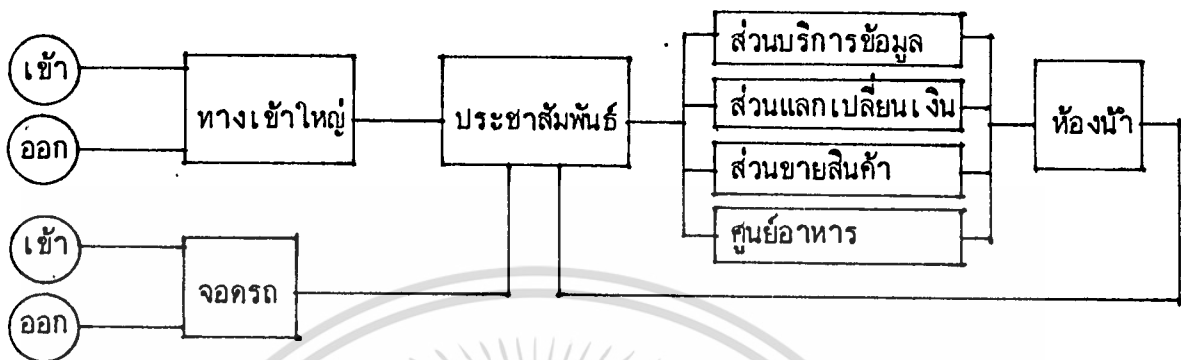 เข้า
ออก
ทางเข้าใหญ่
ประชาสัมพันธ์
ส่วนบริการข้อมูล
ส่วนแลกเปลี่ยนเงิน
ส่วนขายสินค้า
ศูนย์อาหาร
ห้องน้ำ
เข้า
ออก
จอดรถ